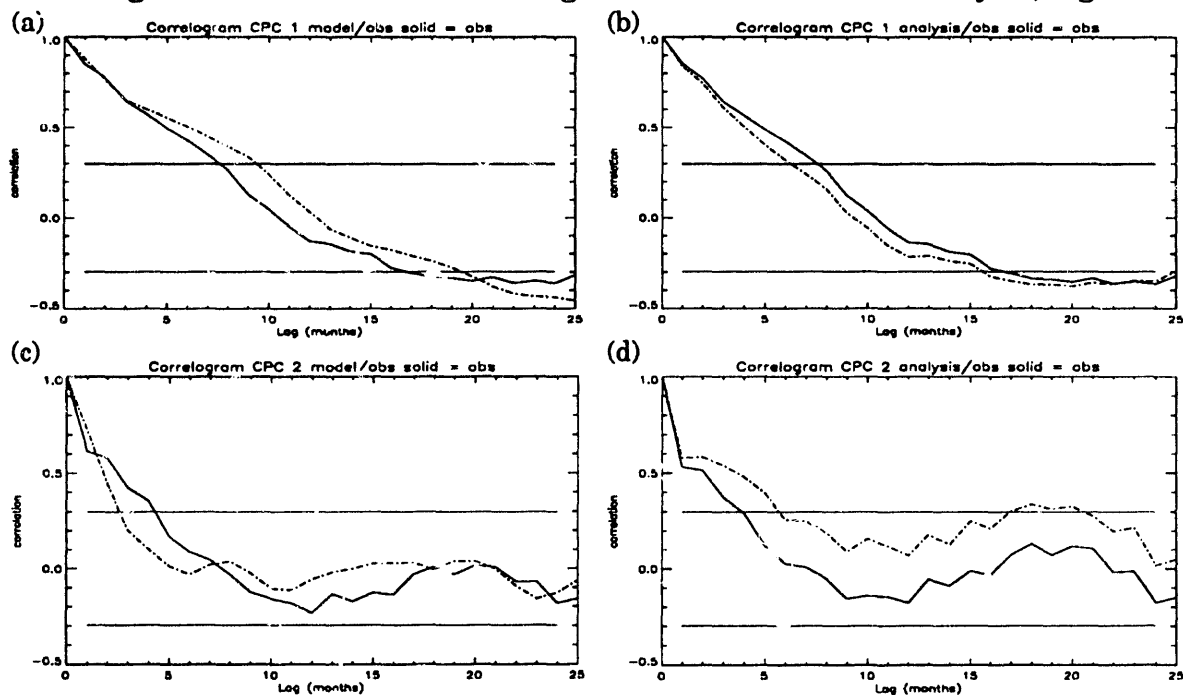 (a)
Correlogram CPC 1 model/obs solid = obs
1.0
0.5
0.0
−0.5
correlation
0 5 10 15 20 25
Lag (months)
(b)
Correlogram CPC 1 analysis/obs solid = obs
1.0
0.5
0.0
−0.5
correlation
0 5 10 15 20 25
Lag (months)
(c)
Correlogram CPC 2 model/obs solid = obs
1.0
0.5
0.0
−0.5
correlation
0 5 10 15 20 25
Lag (months)
(d)
Correlogram CPC 2 analysis/obs solid = obs
1.0
0.5
0.0
−0.5
correlation
0 5 10 15 20 25
Lag (months)